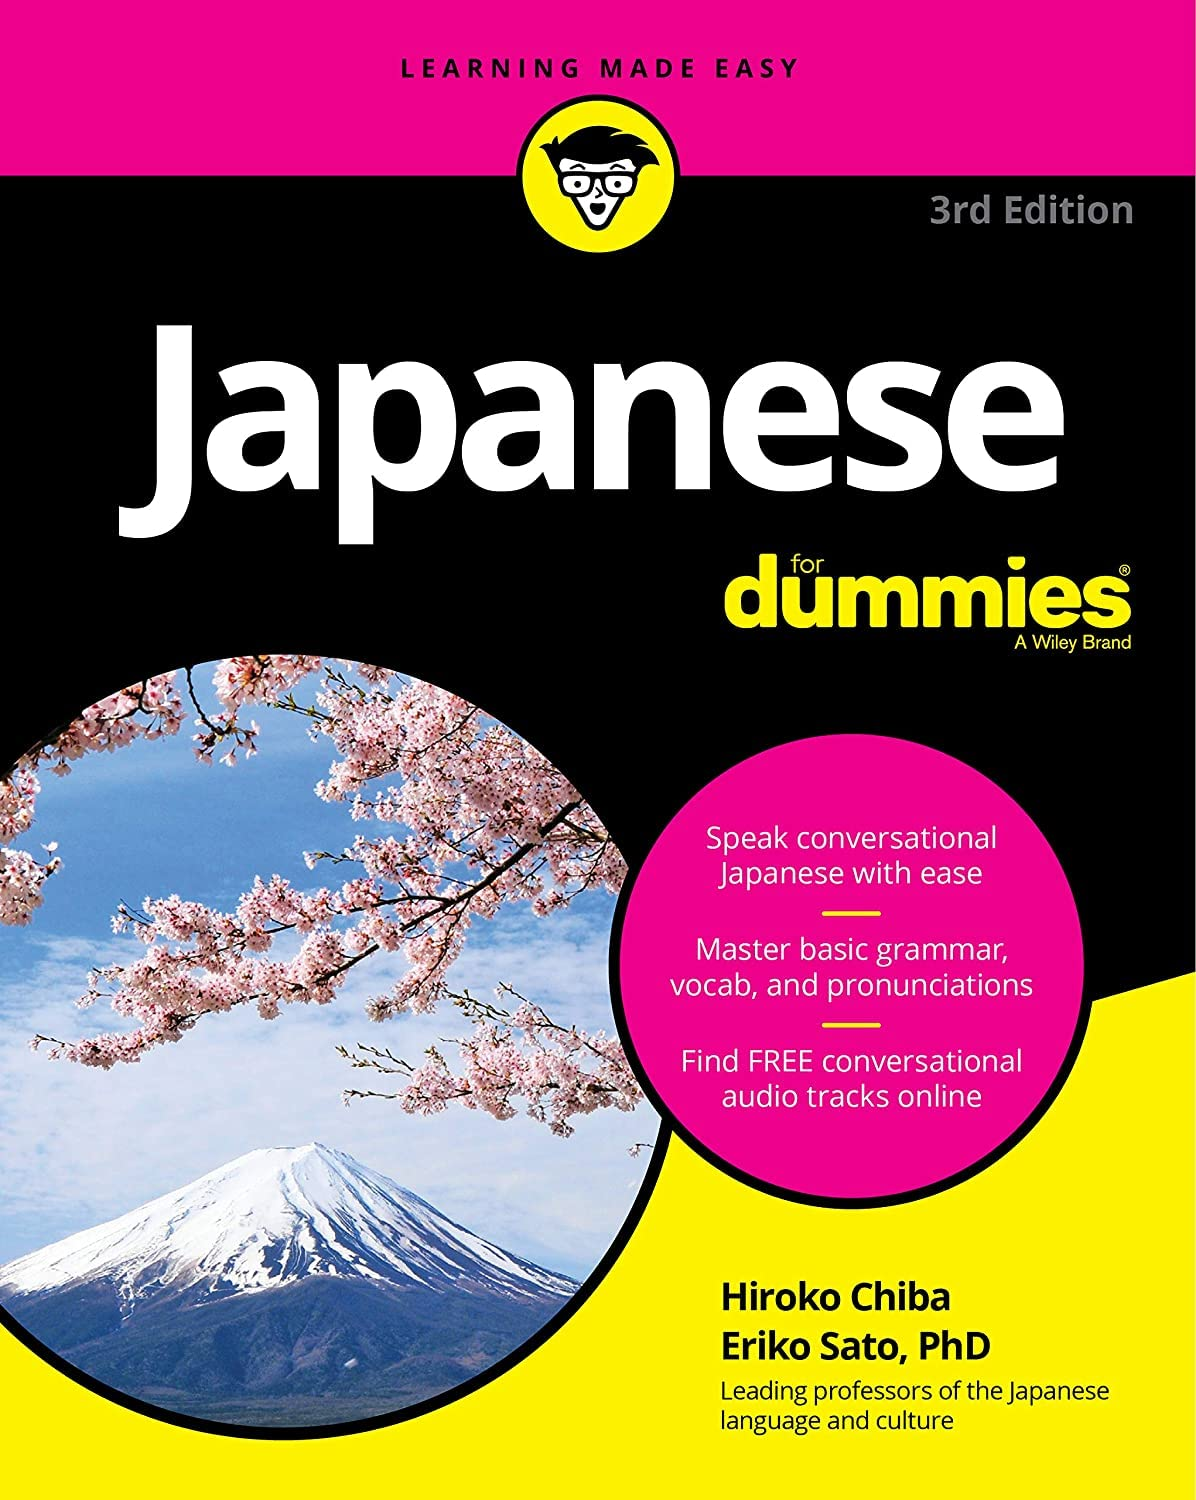 LEARNING MADE EASY
3rd Edition
Japanese
for
dummies®
A Wiley Brand
Speak conversational
Japanese with ease
Master basic grammar,
vocab, and pronunciations
Find FREE conversational
audio tracks online
Hiroko Chiba
Eriko Sato, PhD
Leading professors of the Japanese
language and culture